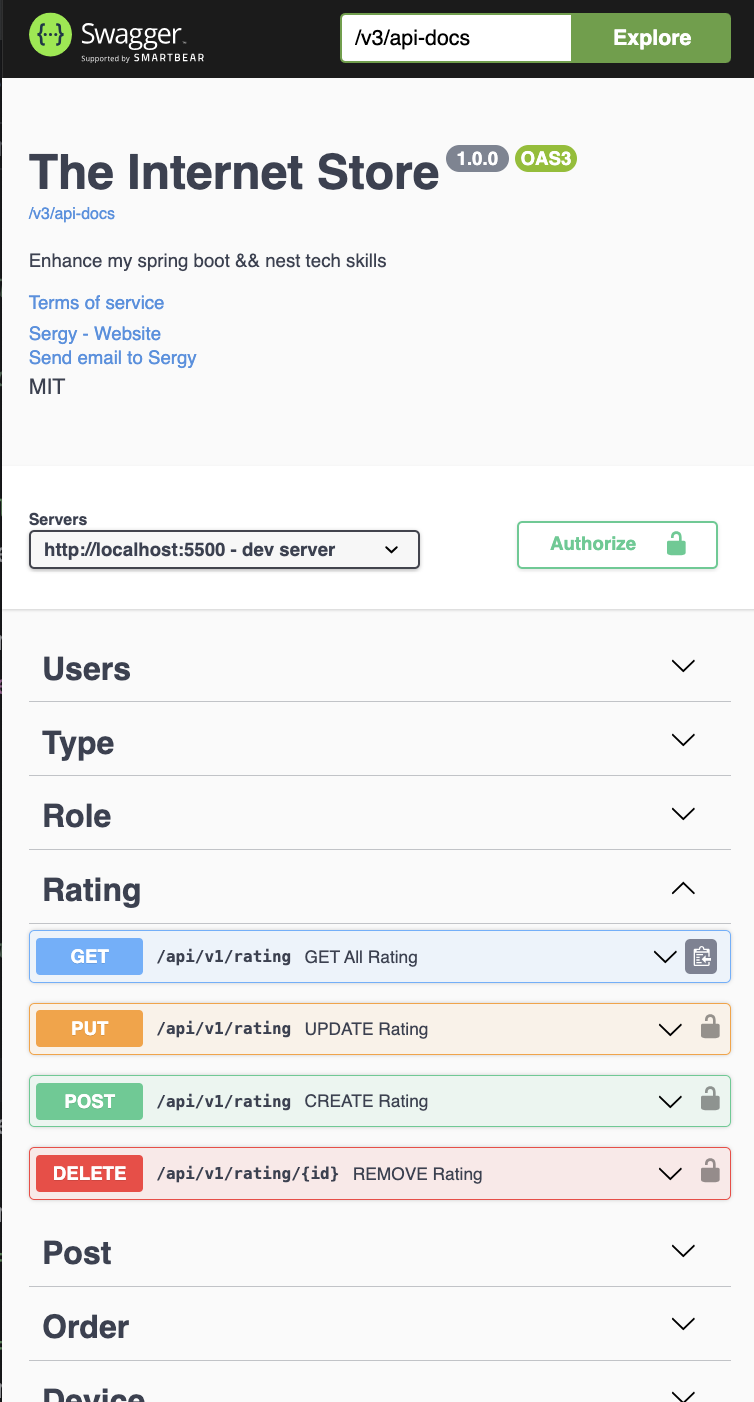 Swagger
Supported by SMARTBEAR
/v3/api-docs
Explore
The Internet Store 1.0.0 OAS3
/v3/api-docs
Enhance my spring boot && nest tech skills
Terms of service
Sergy - Website
Send email to Sergy
MIT
Servers
http://localhost:5500 - dev server
Authorize
Users
Type
Role
Rating
GET /api/v1/rating GET All Rating
PUT /api/v1/rating UPDATE Rating
POST /api/v1/rating CREATE Rating
DELETE /api/v1/rating/{id} REMOVE Rating
Post
Order
Device